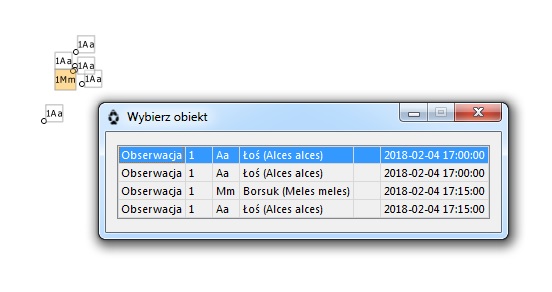 1Aa
1Aa
1Aa
1Mm
1Aa
1Aa
Wybierz obiekt
Obserwacja 1 Aa Łoś (Alces alces) 2018-02-04 17:00:00
Obserwacja 1 Aa Łoś (Alces alces) 2018-02-04 17:00:00
Obserwacja 1 Mm Borsuk (Meles meles) 2018-02-04 17:15:00
Obserwacja 1 Aa Łoś (Alces alces) 2018-02-04 17:15:00